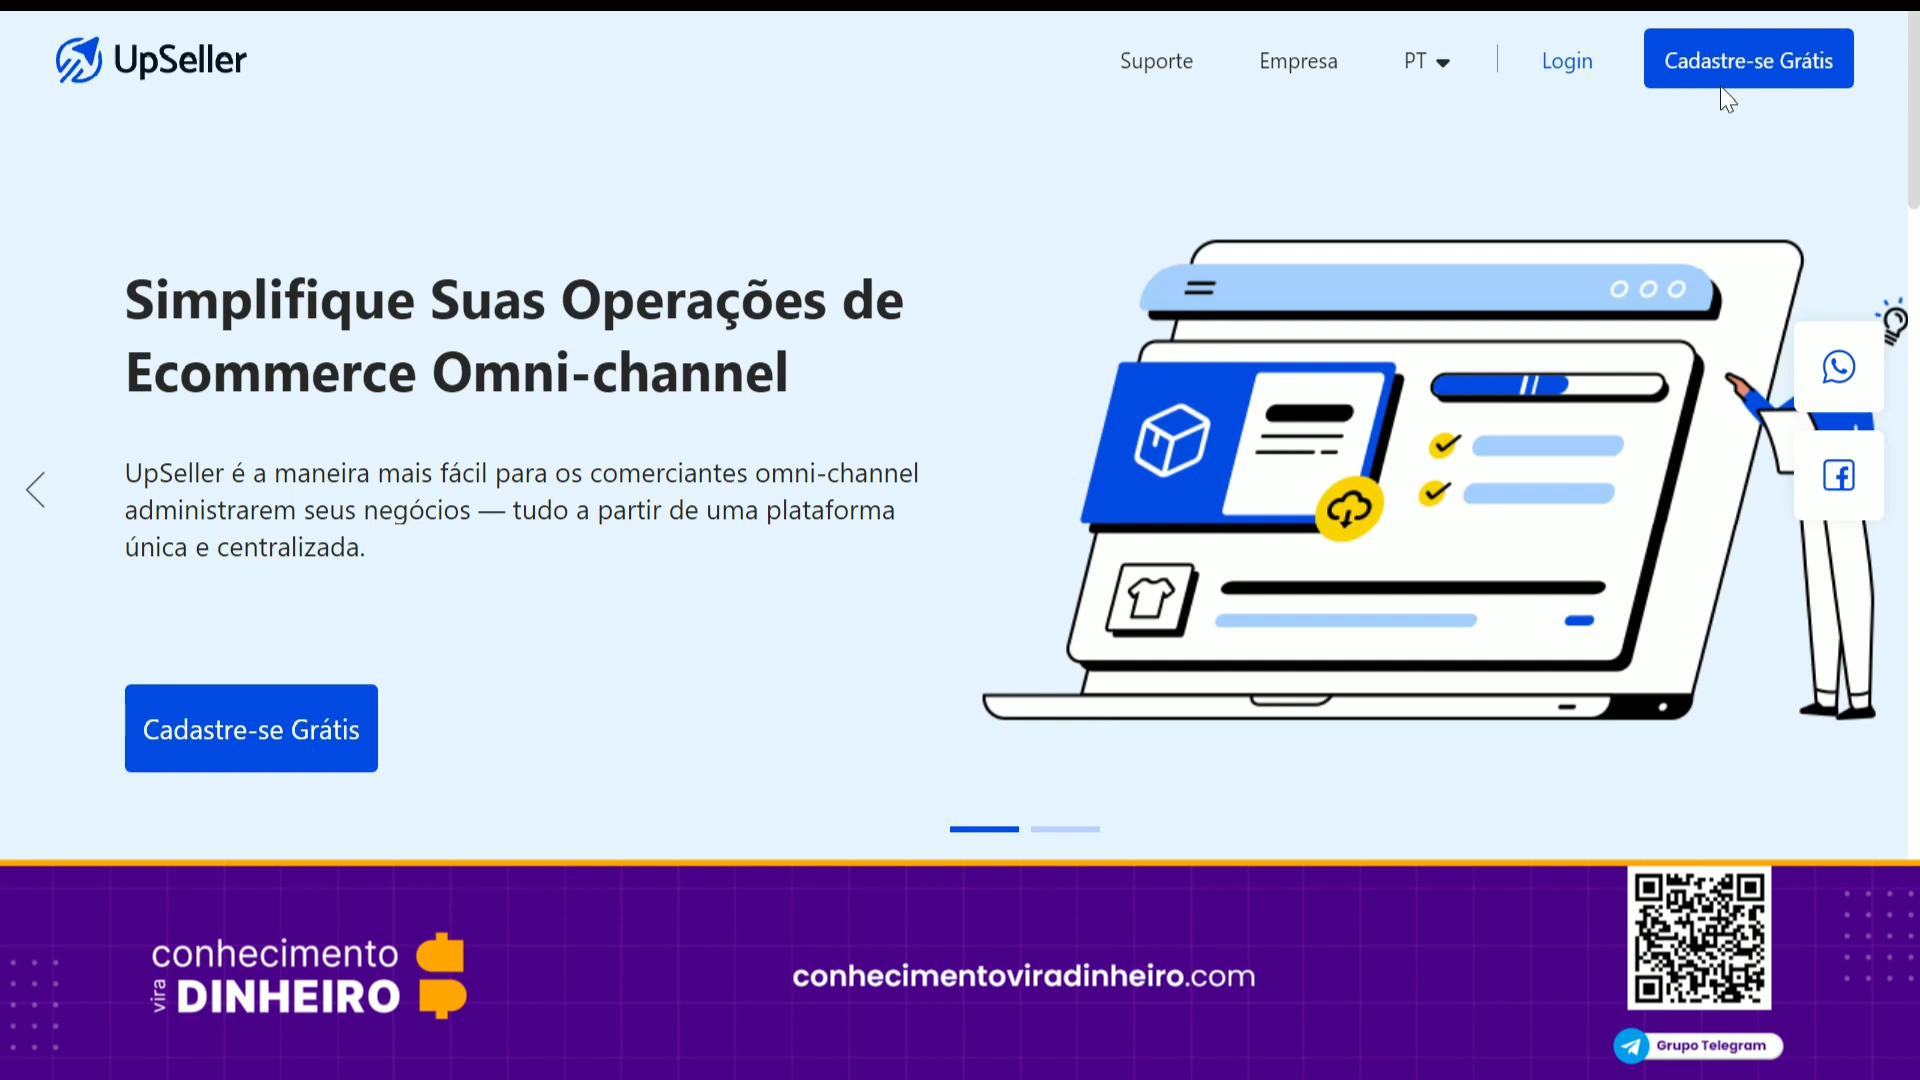 UpSeller
Suporte
Empresa
PT
Login
Cadastre-se Grátis
Simplifique Suas Operações de
Ecommerce Omni-channel
UpSeller é a maneira mais fácil para os comerciantes omni-channel
administrarem seus negócios — tudo a partir de uma plataforma
única e centralizada.
Cadastre-se Grátis
conhecimento
vira DINHEIRO
conhecimentoviradinheiro.com
Grupo Telegram